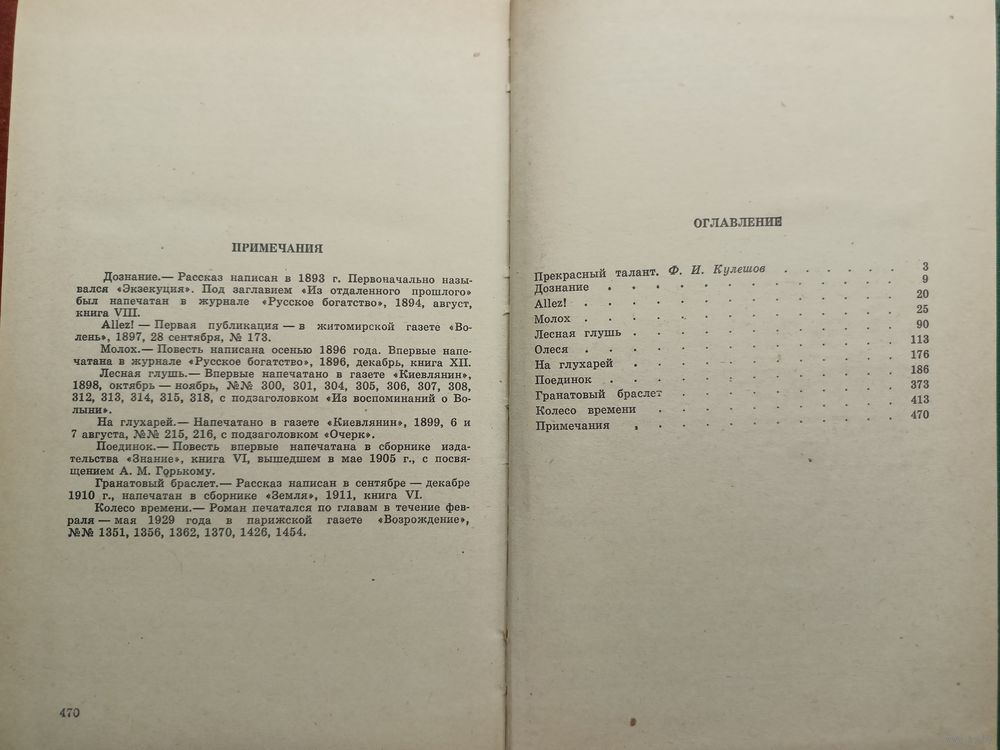 ПРИМЕЧАНИЯ
Дознание.— Рассказ написан в 1893 г. Первоначально назы-
вался «Экзекуция». Под заглавием «Из отдаленного прошлого»
был напечатан в журнале «Русское богатство», 1894, август,
книга VIII.
Allez! — Первая публикация — в житомирской газете «Во-
лень», 1897, 28 сентября, № 173.
Молох.— Повесть написана осенью 1896 года. Впервые напе-
чатана в журнале «Русское богатство», 1896, декабрь, книга XII.
Лесная глушь.— Впервые напечатано в газете «Киевлянин»,
1898, октябрь — ноябрь, №№ 300, 301, 304, 305, 306, 307, 308,
312, 313, 314, 315, 318, с подзаголовком «Из воспоминаний о Во-
лыни».
На глухарей.— Напечатано в газете «Киевлянин», 1899, 6 и
7 августа, №№ 215, 216, с подзаголовком «Очерк».
Поединок.— Повесть впервые напечатана в сборнике изда-
тельства «Знание», книга VI, вышедшем в мае 1905 г., с посвя-
щением А. М. Горькому.
Гранатовый браслет.— Рассказ написан в сентябре — декабре
1910 г., напечатан в сборнике «Земля», 1911, книга VI.
Колесо времени.— Роман печатался по главам в течение фев-
раля — мая 1929 года в парижской газете «Возрождение»,
№№ 1351, 1356, 1362, 1370, 1426, 1454.
470
ОГЛАВЛЕНИЕ
Прекрасный талант. Ф. И. Кулешов . . . . . . 3
Дознание . . . . . . . . . . . . 9
Allez! . . . . . . . . . . . . . 20
Молох . . . . . . . . . . . . . 25
Лесная глушь . . . . . . . . . . . 90
Олеся . . . . . . . . . . . . . 113
На глухарей . . . . . . . . . . . 176
Поединок . . . . . . . . . . . . 186
Гранатовый браслет . . . . . . . . . 373
Колесо времени . . . . . . . . . . 413
Примечания . . . . . . . . . . . 470